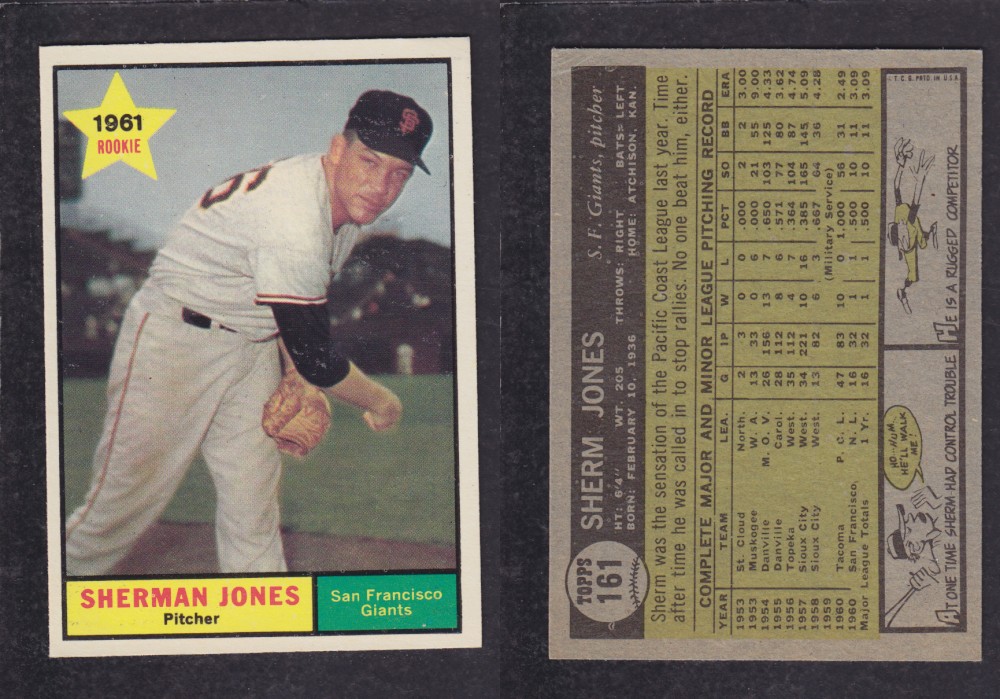 1961
ROOKIE
SF
6
SHERMAN JONES
Pitcher
San Francisco
Giants
TOPPS
161
SHERM JONES
S. F. Giants, pitcher
HT: 6'4" WT. 205 THROWS: RIGHT BATS: LEFT
BORN: FEBRUARY 10, 1936 HOME: ATCHISON, KAN.
Sherm was the sensation of the Pacific Coast League last year. Time
after time he was called in to stop rallies. No one beat him, either.
COMPLETE MAJOR AND MINOR LEAGUE PITCHING RECORD
YEAR TEAM LEA. G IP W L PCT SO BB ERA
1953 St. Cloud North. 2 3 0 0 .000 2 2 3.00
1953 Muskogee W. A. 13 33 0 6 .000 21 55 9.00
1954 Danville M. O. V. 26 156 13 7 .650 103 125 4.33
1955 Danville Carol. 28 112 8 6 .571 77 80 3.62
1956 Topeka West. 35 112 4 7 .364 104 87 4.74
1957 Sioux City West. 34 221 10 16 .385 165 145 5.09
1958 Sioux City West. 13 82 6 3 .667 64 36 4.28
1959 (Military Service)
1960 Tacoma P. C. L. 47 83 10 0 1.000 56 31 2.49
1960 San Francisco N. L. 16 32 1 1 .500 10 11 3.09
Major League Totals 1 Yr. 16 32 1 1 .500 10 11 3.09
HO-HUM,
HE'LL WALK
ME!
AT ONE TIME SHERM HAD CONTROL TROUBLE
HE IS A RUGGED COMPETITOR
T. C. G. PRTD. IN U.S.A.